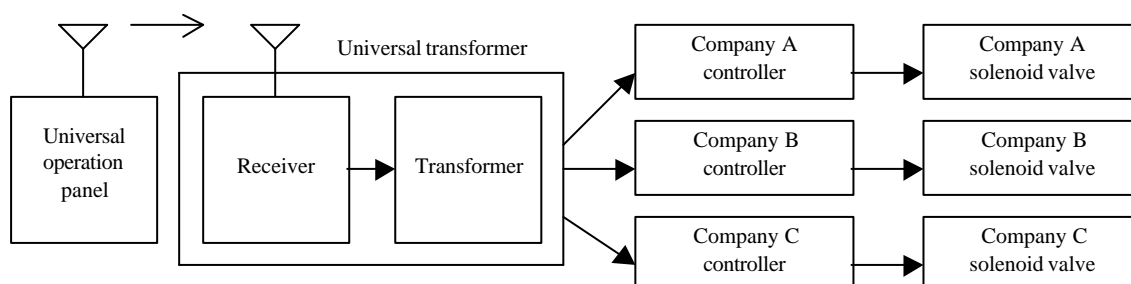 Universal transformer
Universal
operation
panel
Receiver
Transformer
Company A
controller
Company A
solenoid valve
Company B
controller
Company B
solenoid valve
Company C
controller
Company C
solenoid valve